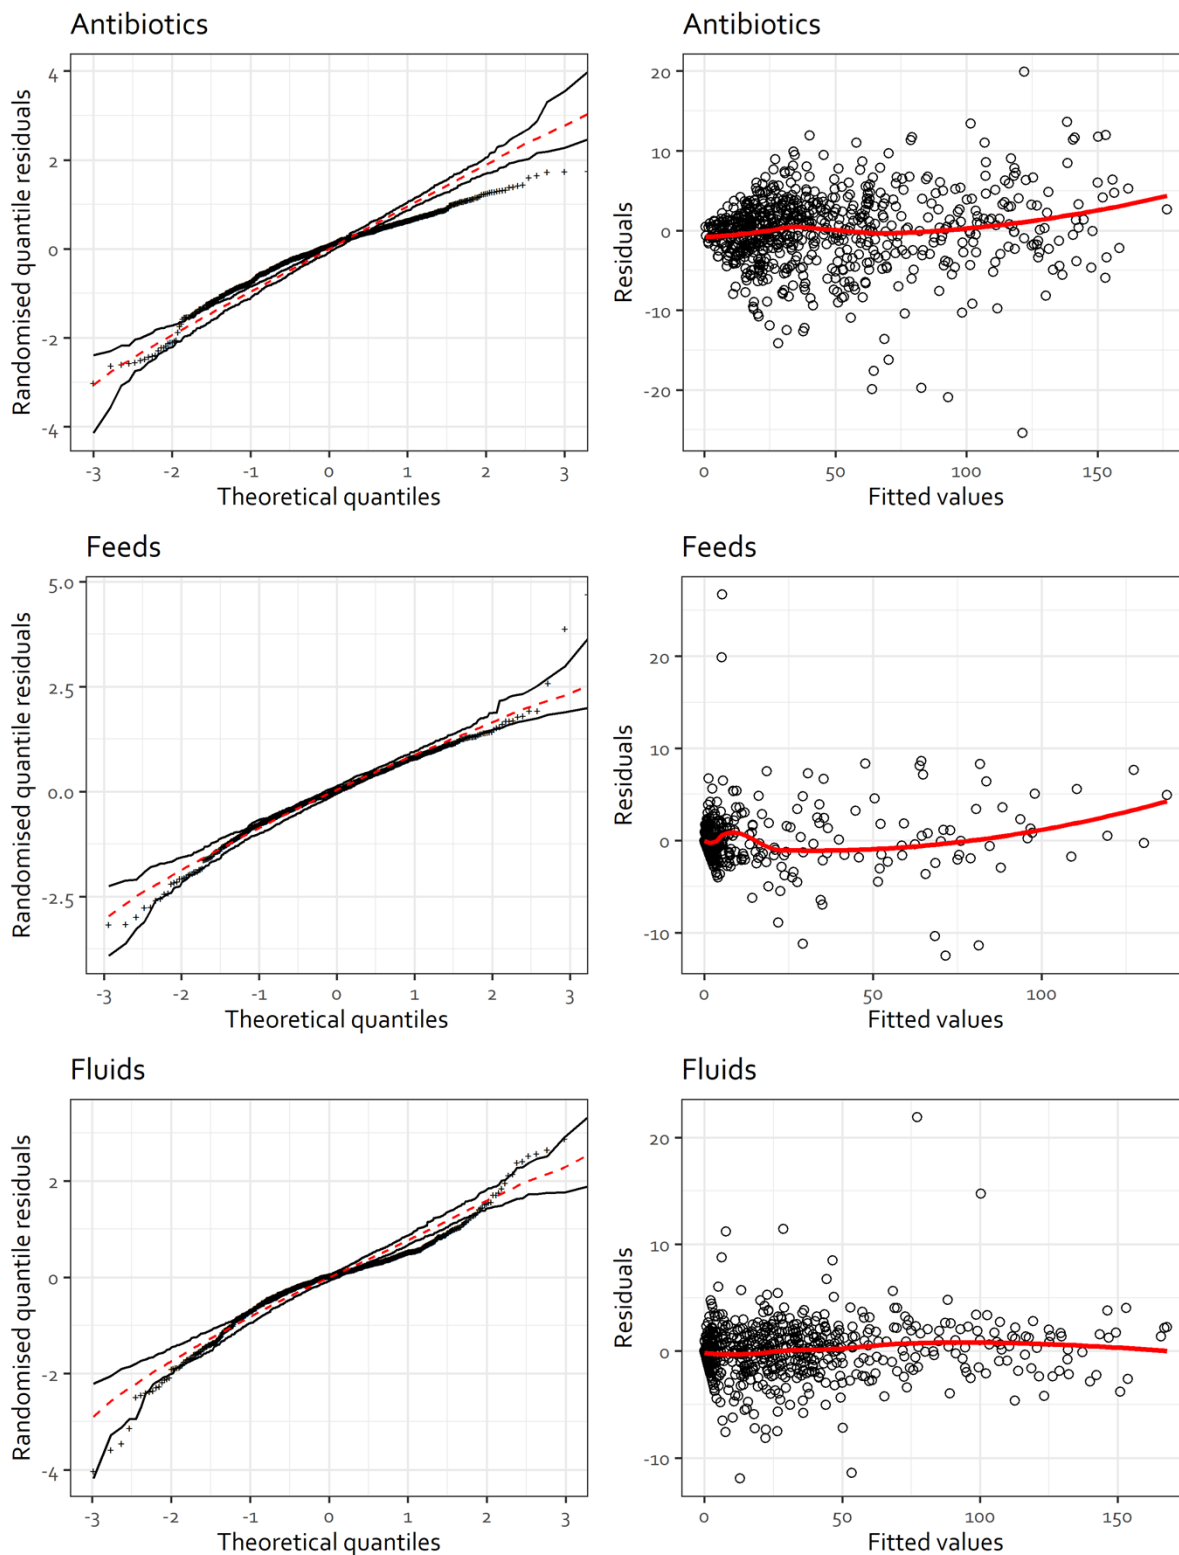 Antibiotics
Antibiotics
4
2
0
-2
-4
Randomised quantile residuals
-3 -2 -1 0 1 2 3
Theoretical quantiles
20
10
0
-10
-20
Residuals
0 50 100 150
Fitted values
Feeds
Feeds
5.0
2.5
0.0
-2.5
Randomised quantile residuals
-3 -2 -1 0 1 2 3
Theoretical quantiles
20
10
0
-10
Residuals
0 50 100
Fitted values
Fluids
Fluids
2
0
-2
-4
Randomised quantile residuals
-3 -2 -1 0 1 2 3
Theoretical quantiles
20
10
0
-10
Residuals
0 50 100 150
Fitted values